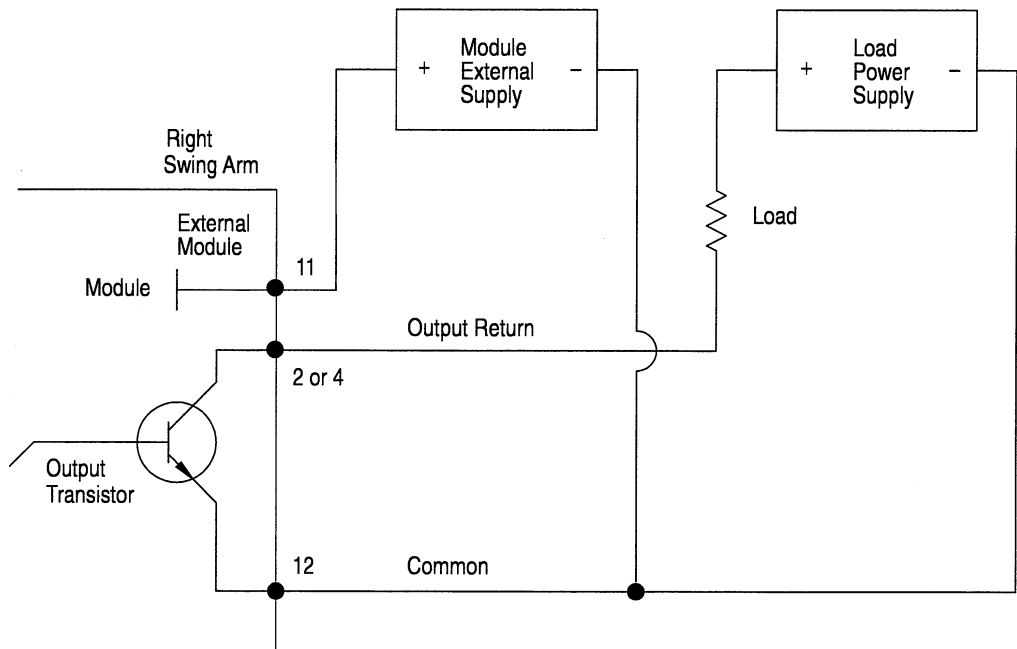 Module
External
Supply
+
−
Load
Power
Supply
+
−
Right
Swing Arm
External
Module
Load
11
Module
Output Return
2 or 4
Output
Transistor
12
Common